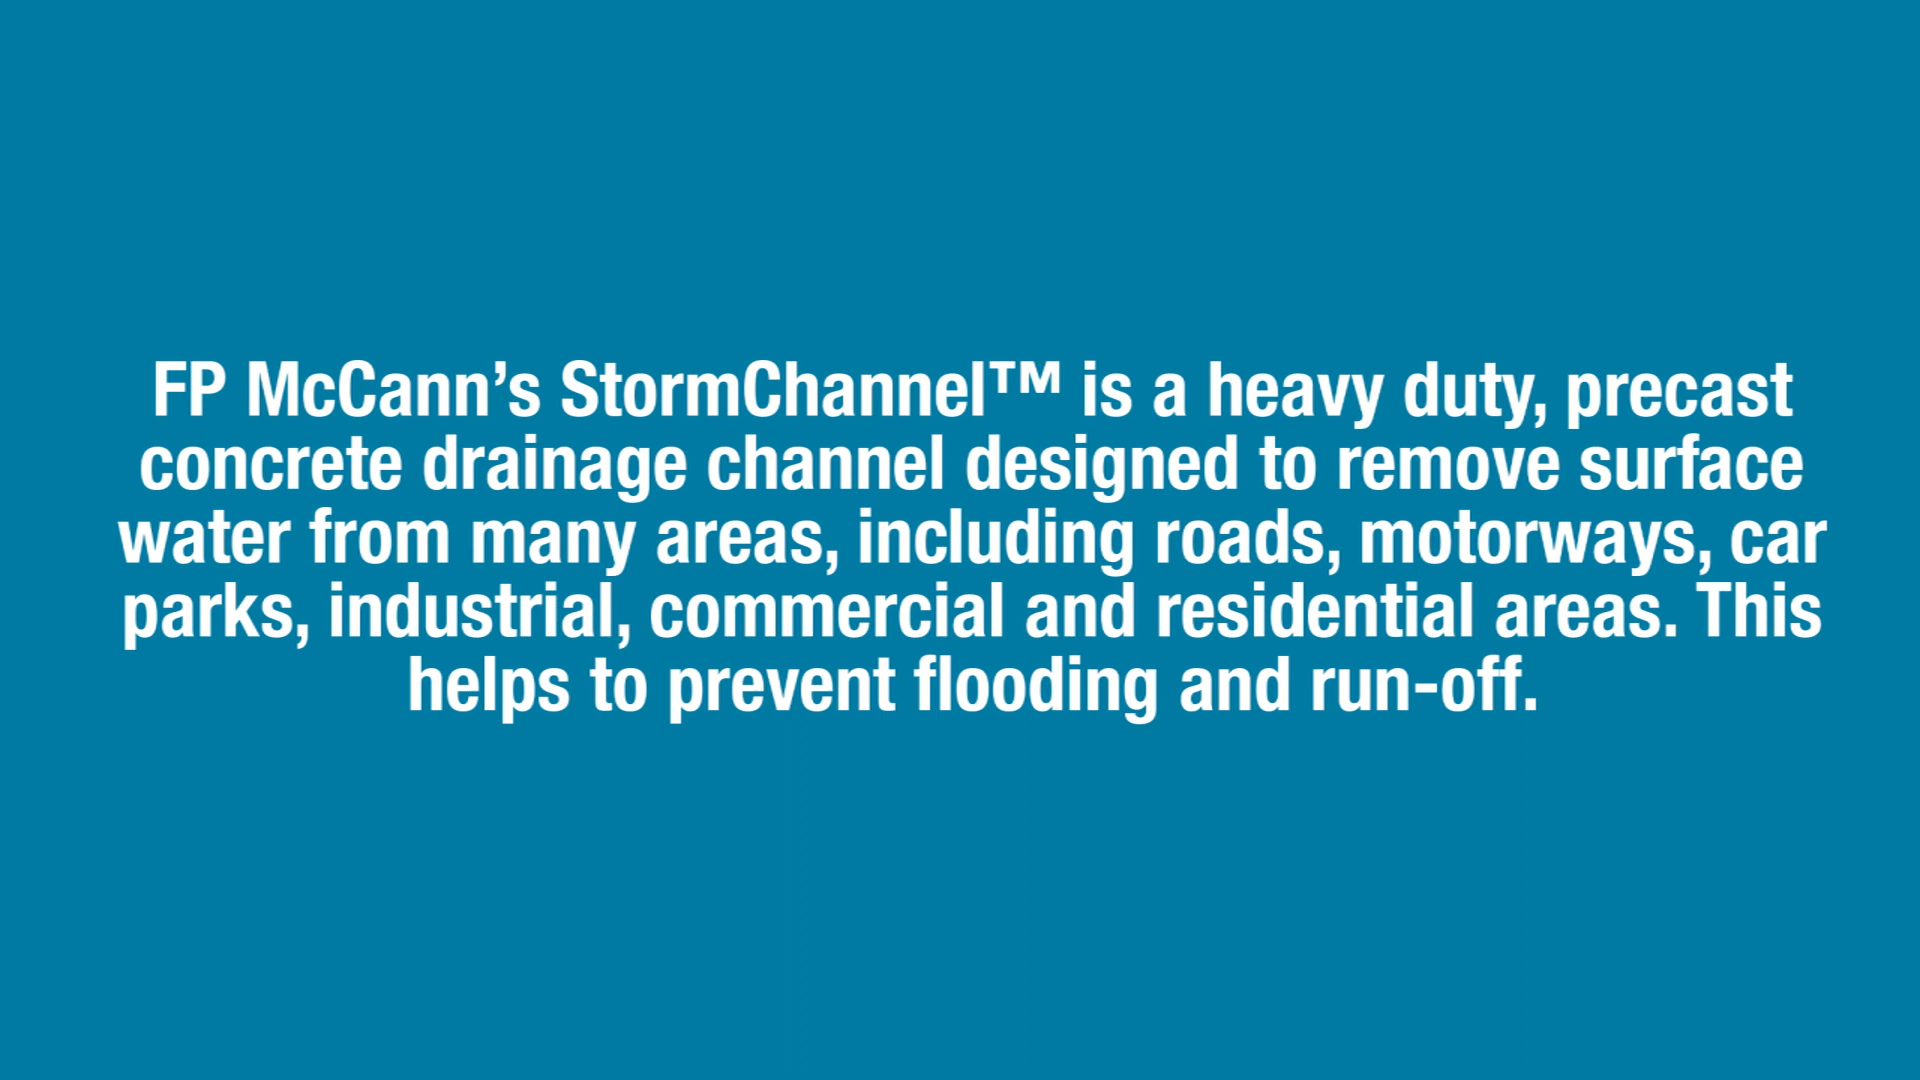 FP McCann’s StormChannel™ is a heavy duty, precast
concrete drainage channel designed to remove surface
water from many areas, including roads, motorways, car
parks, industrial, commercial and residential areas. This
helps to prevent flooding and run-off.